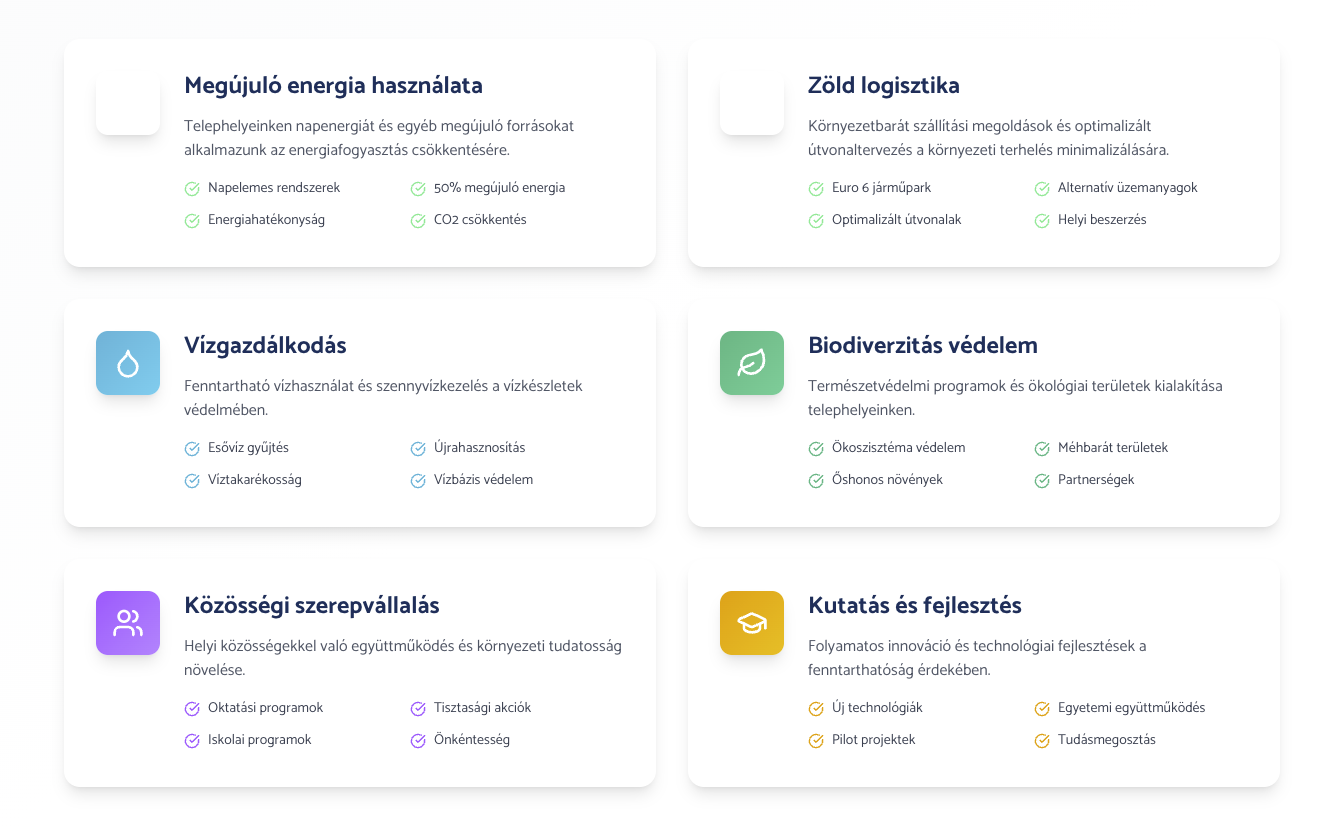 Megújuló energia használata
Telephelyeinken napenergiát és egyéb megújuló forrásokat
alkalmazunk az energiafogyasztás csökkentésére.
Napelemes rendszerek
50% megújuló energia
Energiahatékonyság
CO2 csökkentés
Zöld logisztika
Környezetbarát szállítási megoldások és optimalizált
útvonaltervezés a környezeti terhelés minimalizálására.
Euro 6 járműpark
Alternatív üzemanyagok
Optimalizált útvonalak
Helyi beszerzés
Vízgazdálkodás
Fenntartható vízhasználat és szennyvízkezelés a vízkészletek
védelmében.
Esővíz gyűjtés
Újrahasznosítás
Víztakarékosság
Vízbázis védelem
Biodiverzitás védelem
Természetvédelmi programok és ökológiai területek kialakítása
telephelyeinken.
Ökoszisztéma védelem
Méhbarát területek
Őshonos növények
Partnerségek
Közösségi szerepvállalás
Helyi közösségekkel való együttműködés és környezeti tudatosság
növelése.
Oktatási programok
Tisztasági akciók
Iskolai programok
Önkéntesség
Kutatás és fejlesztés
Folyamatos innováció és technológiai fejlesztések a
fenntarthatóság érdekében.
Új technológiák
Egyetemi együttműködés
Pilot projektek
Tudásmegosztás